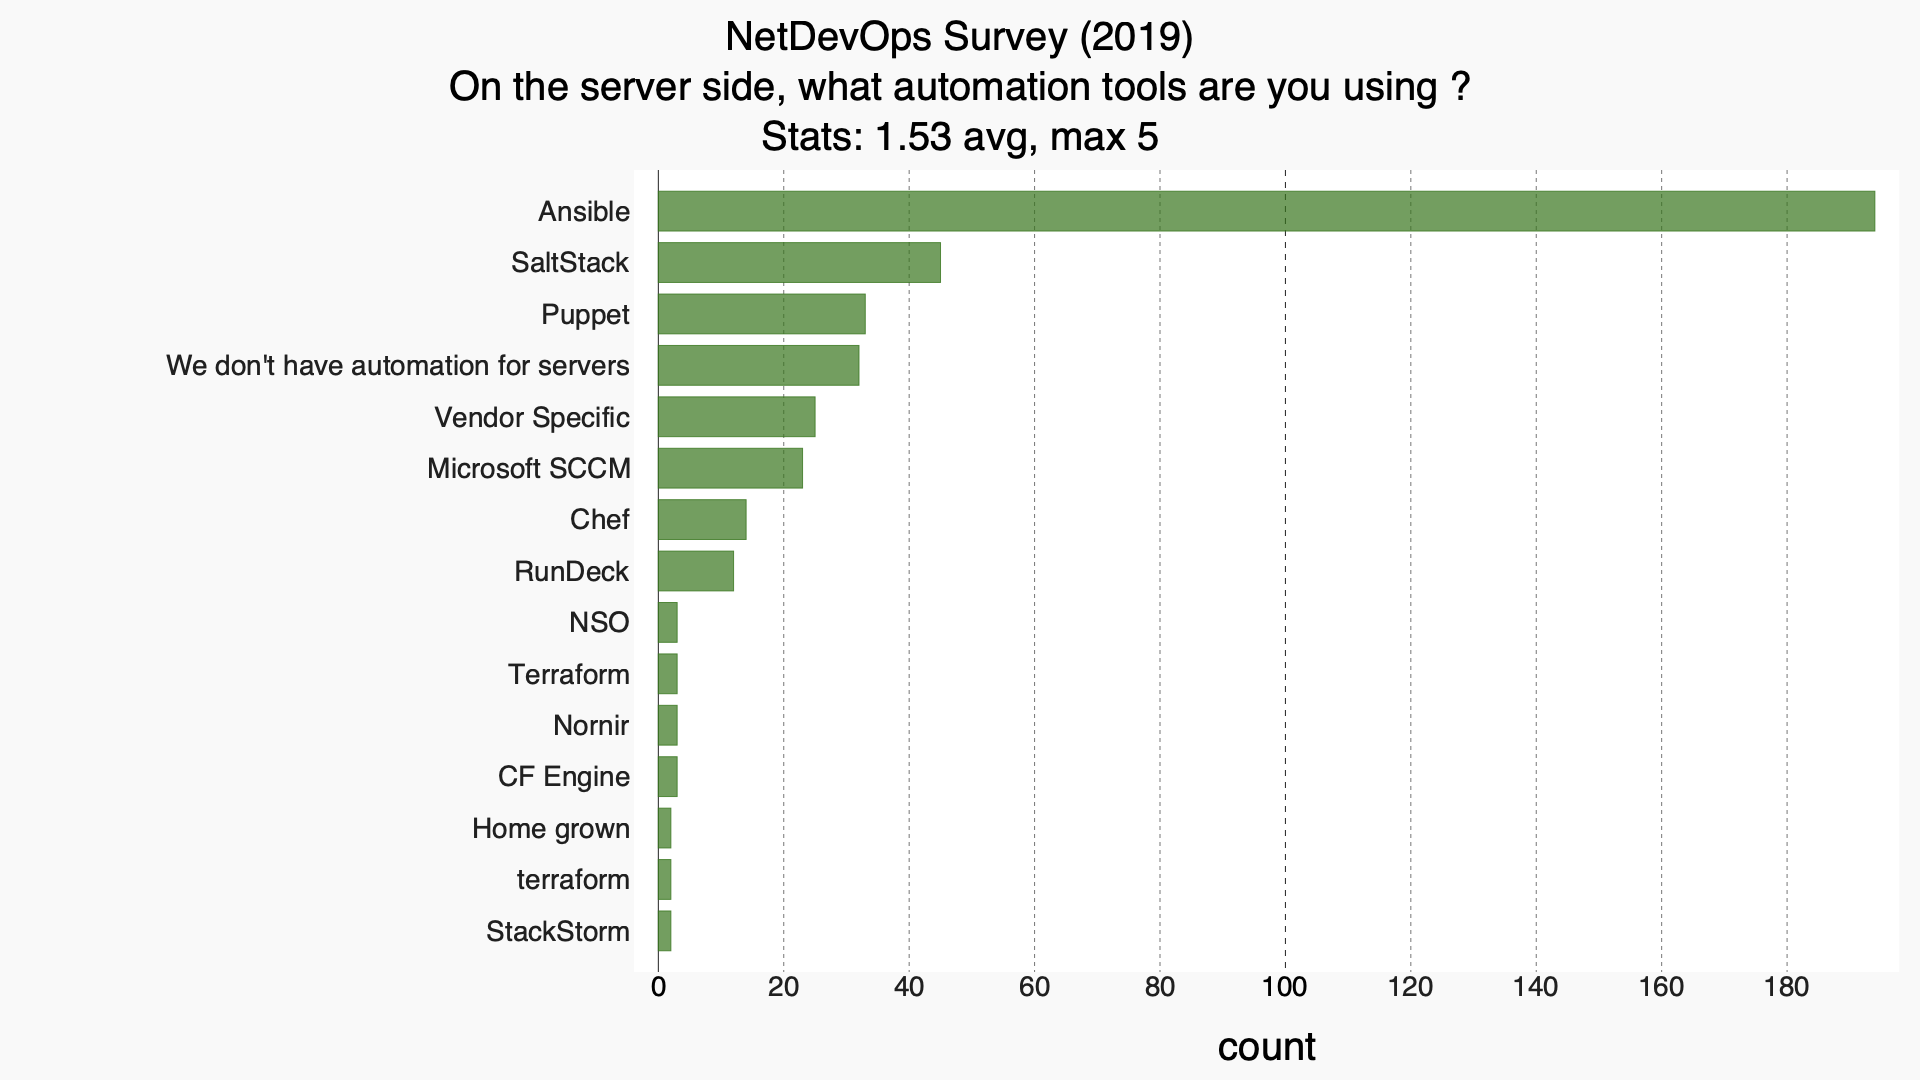 NetDevOps Survey (2019)
On the server side, what automation tools are you using ?
Stats: 1.53 avg, max 5
Ansible
SaltStack
Puppet
We don't have automation for servers
Vendor Specific
Microsoft SCCM
Chef
RunDeck
NSO
Terraform
Nornir
CF Engine
Home grown
terraform
StackStorm
0 20 40 60 80 100 120 140 160 180
count